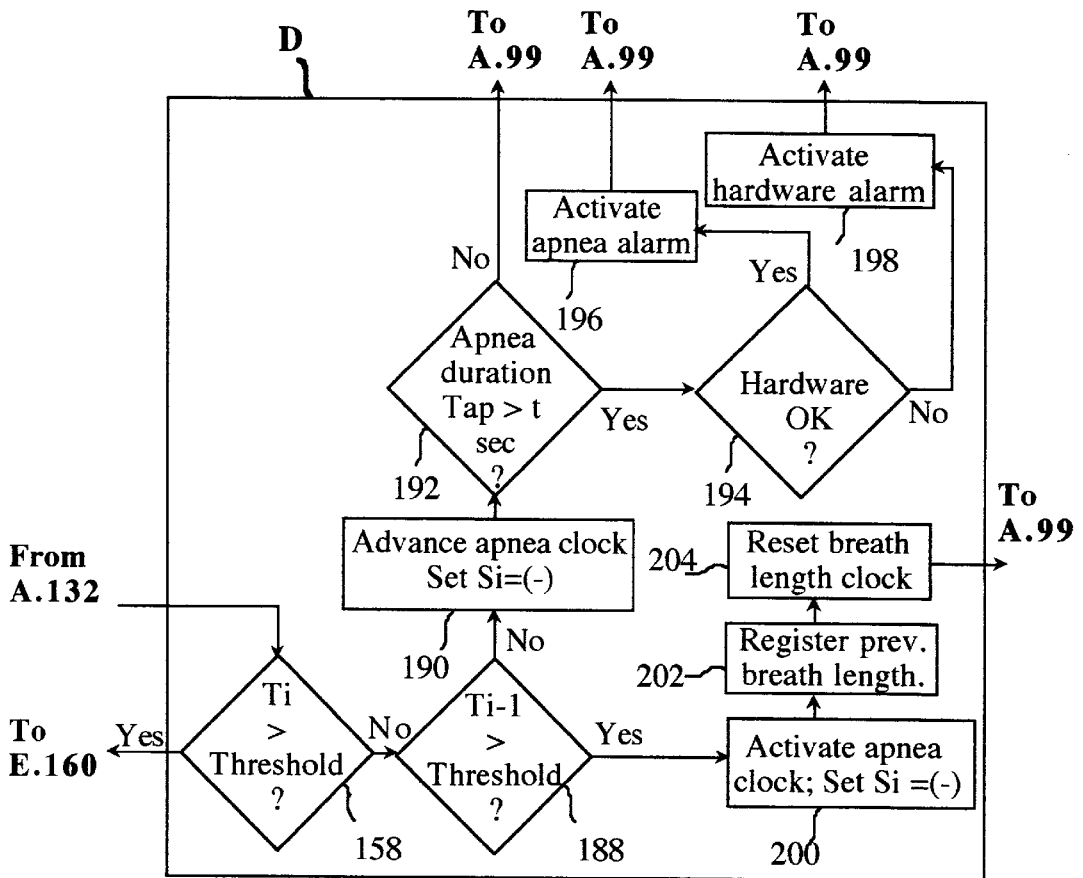 D
To
A.99
To
A.99
To
A.99
Activate
hardware alarm
198
Activate
apnea alarm
196
No
Yes
Apnea
duration
Tap > t
sec
?
192
Yes
Hardware
OK
?
194
No
To
A.99
Advance apnea clock
Set Si=(-)
190
204
Reset breath
length clock
From
A.132
No
202
Register prev.
breath length.
Ti
>
Threshold
?
158
Yes
To
E.160
No
Ti-1
>
Threshold
?
188
Yes
Activate apnea
clock; Set Si =(-)
200